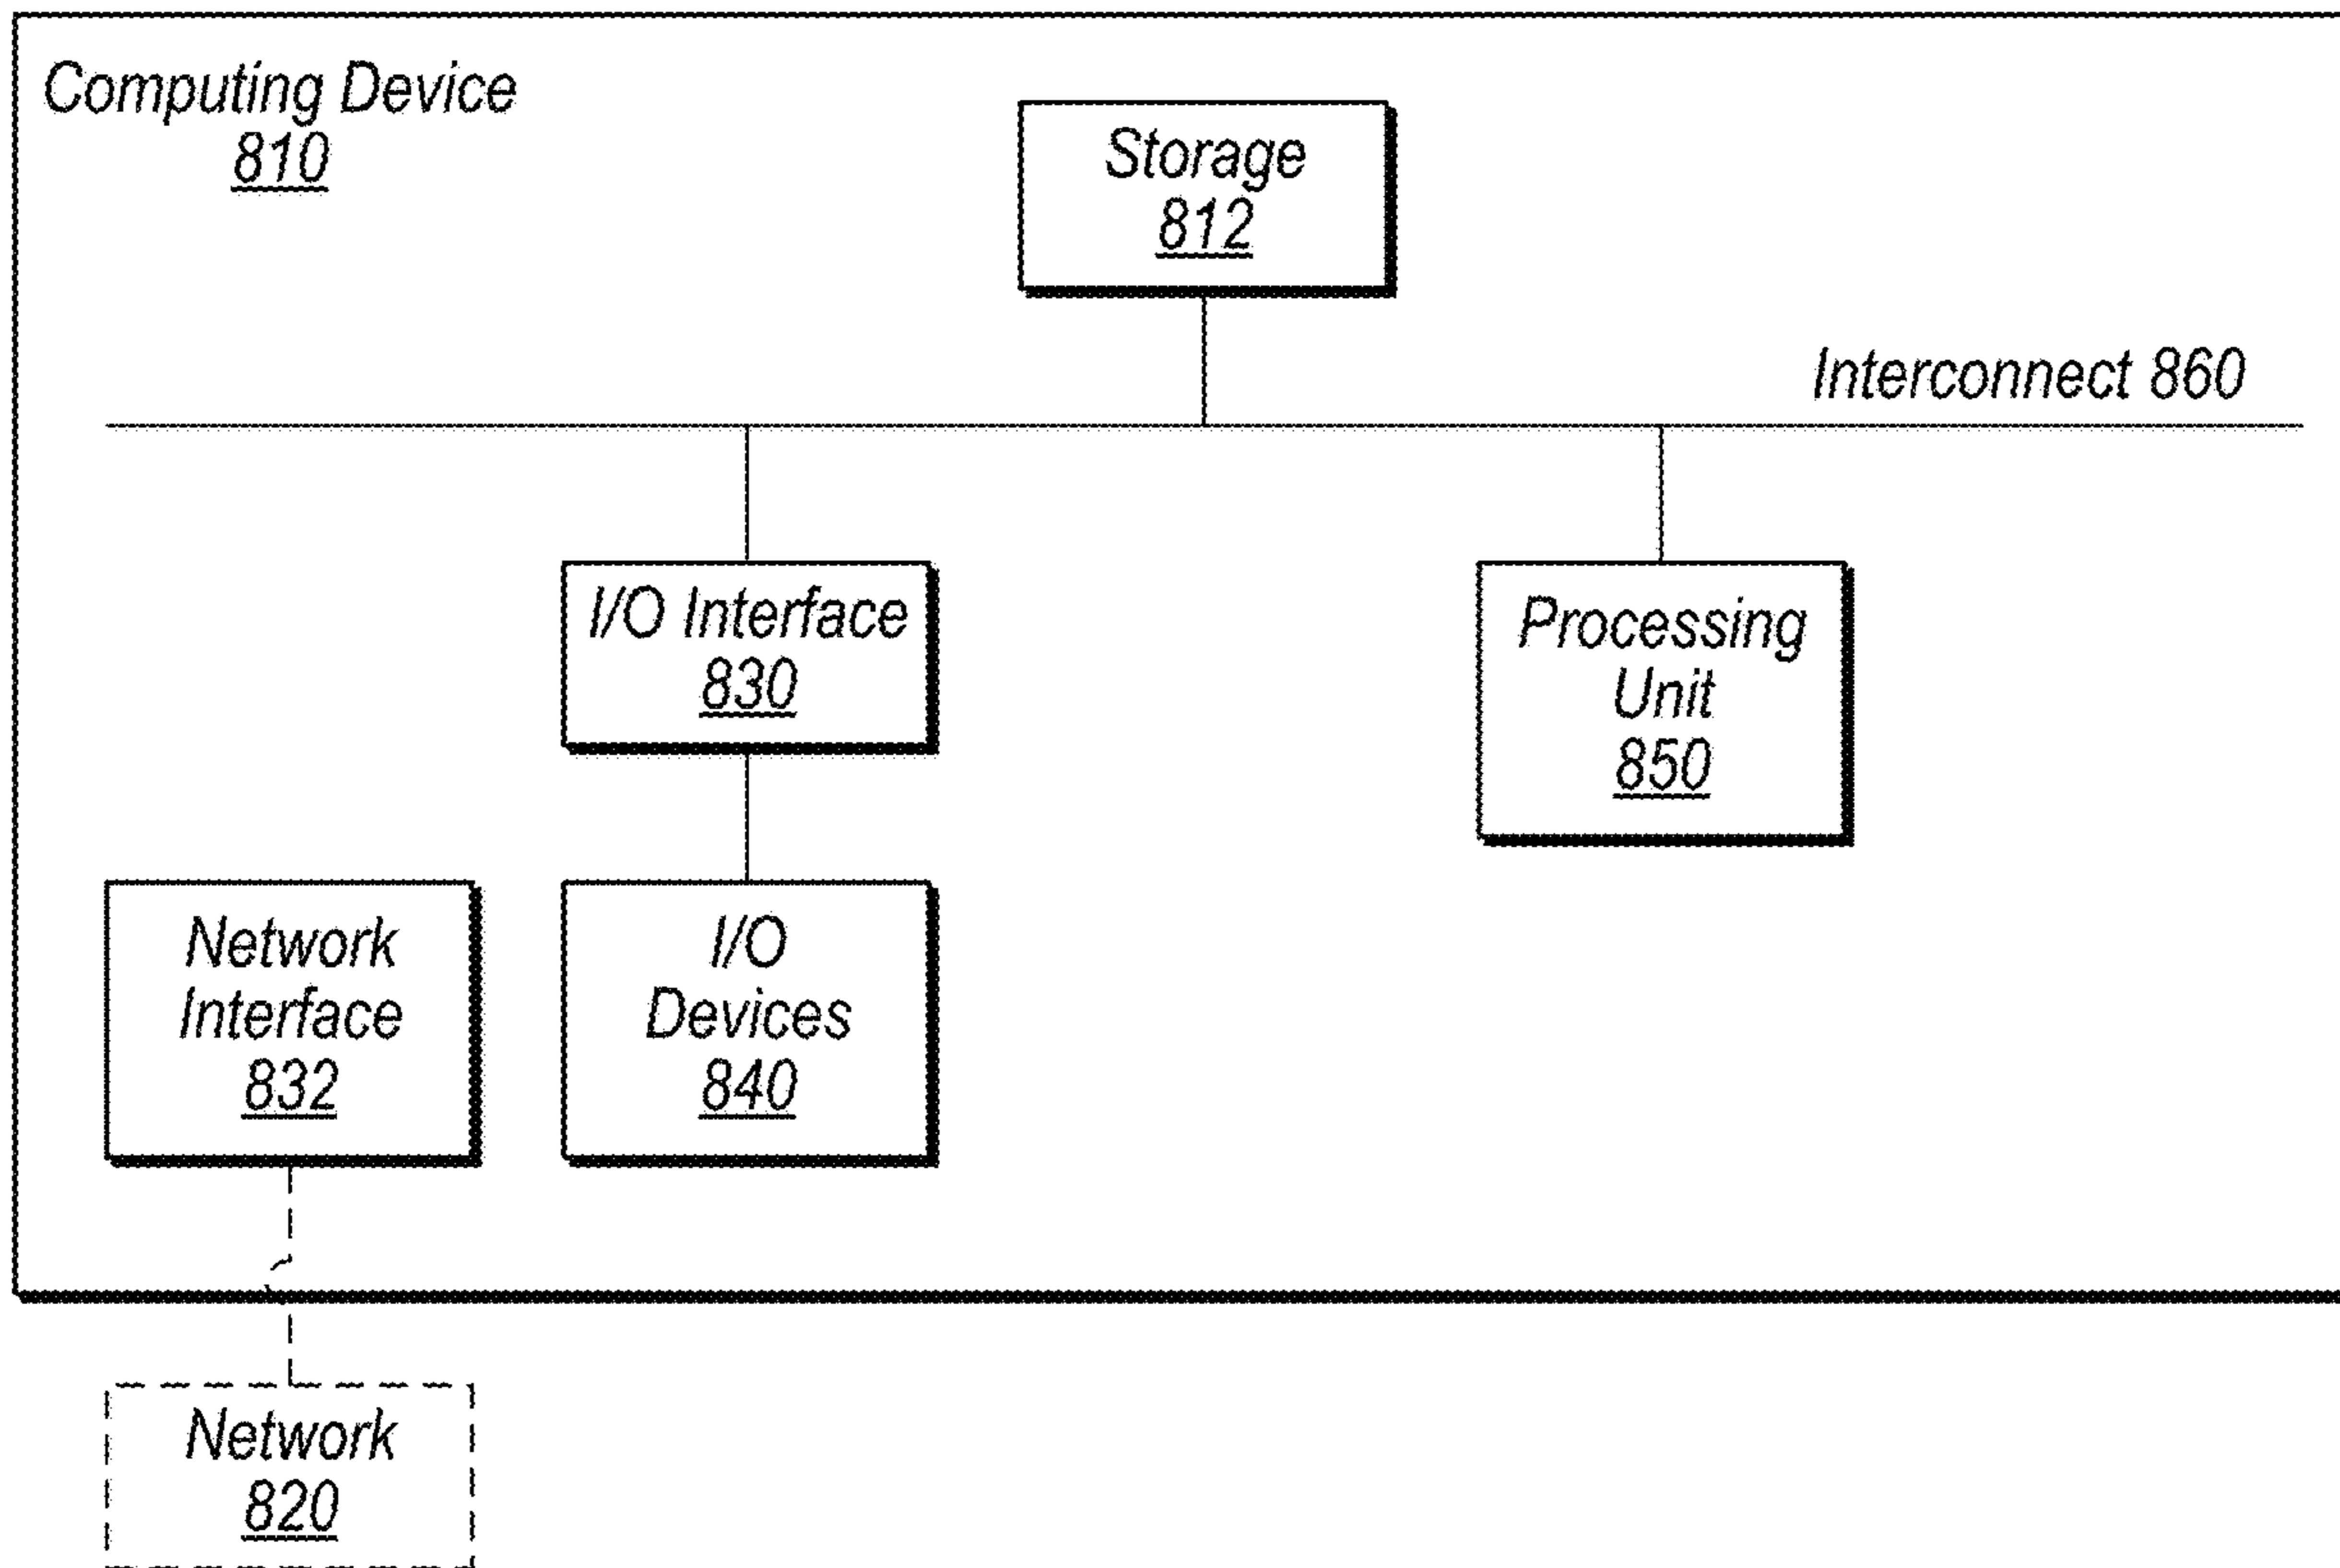 Computing Device
810
Storage
812
Interconnect 860
I/O Interface
830
Processing
Unit
850
Network
Interface
832
I/O
Devices
840
Network
820